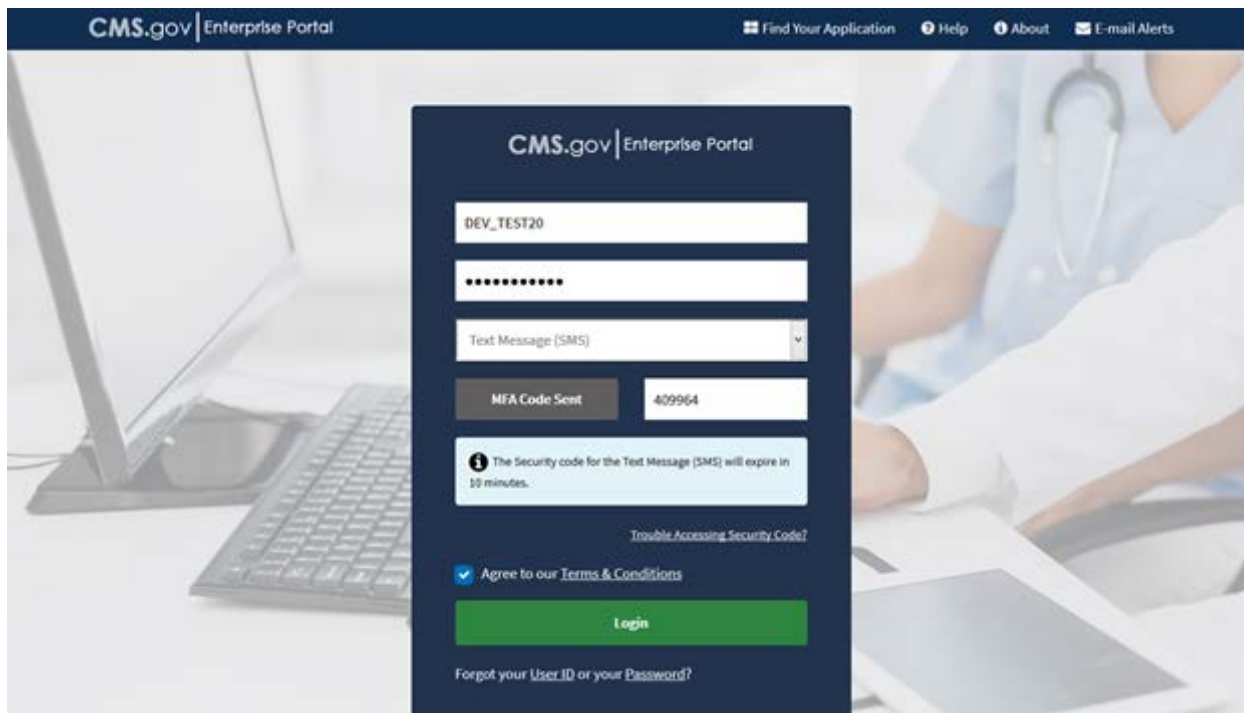 CMS.gov Enterprise Portal
Find Your Application Help About E-mail Alerts
CMS.gov Enterprise Portal
DEV_TEST20
•••••••••••
Text Message (SMS)
MFA Code Sent 409964
The Security code for the Text Message (SMS) will expire in
10 minutes.
Trouble Accessing Security Code?
Agree to our Terms & Conditions
Login
Forgot your User ID or your Password?